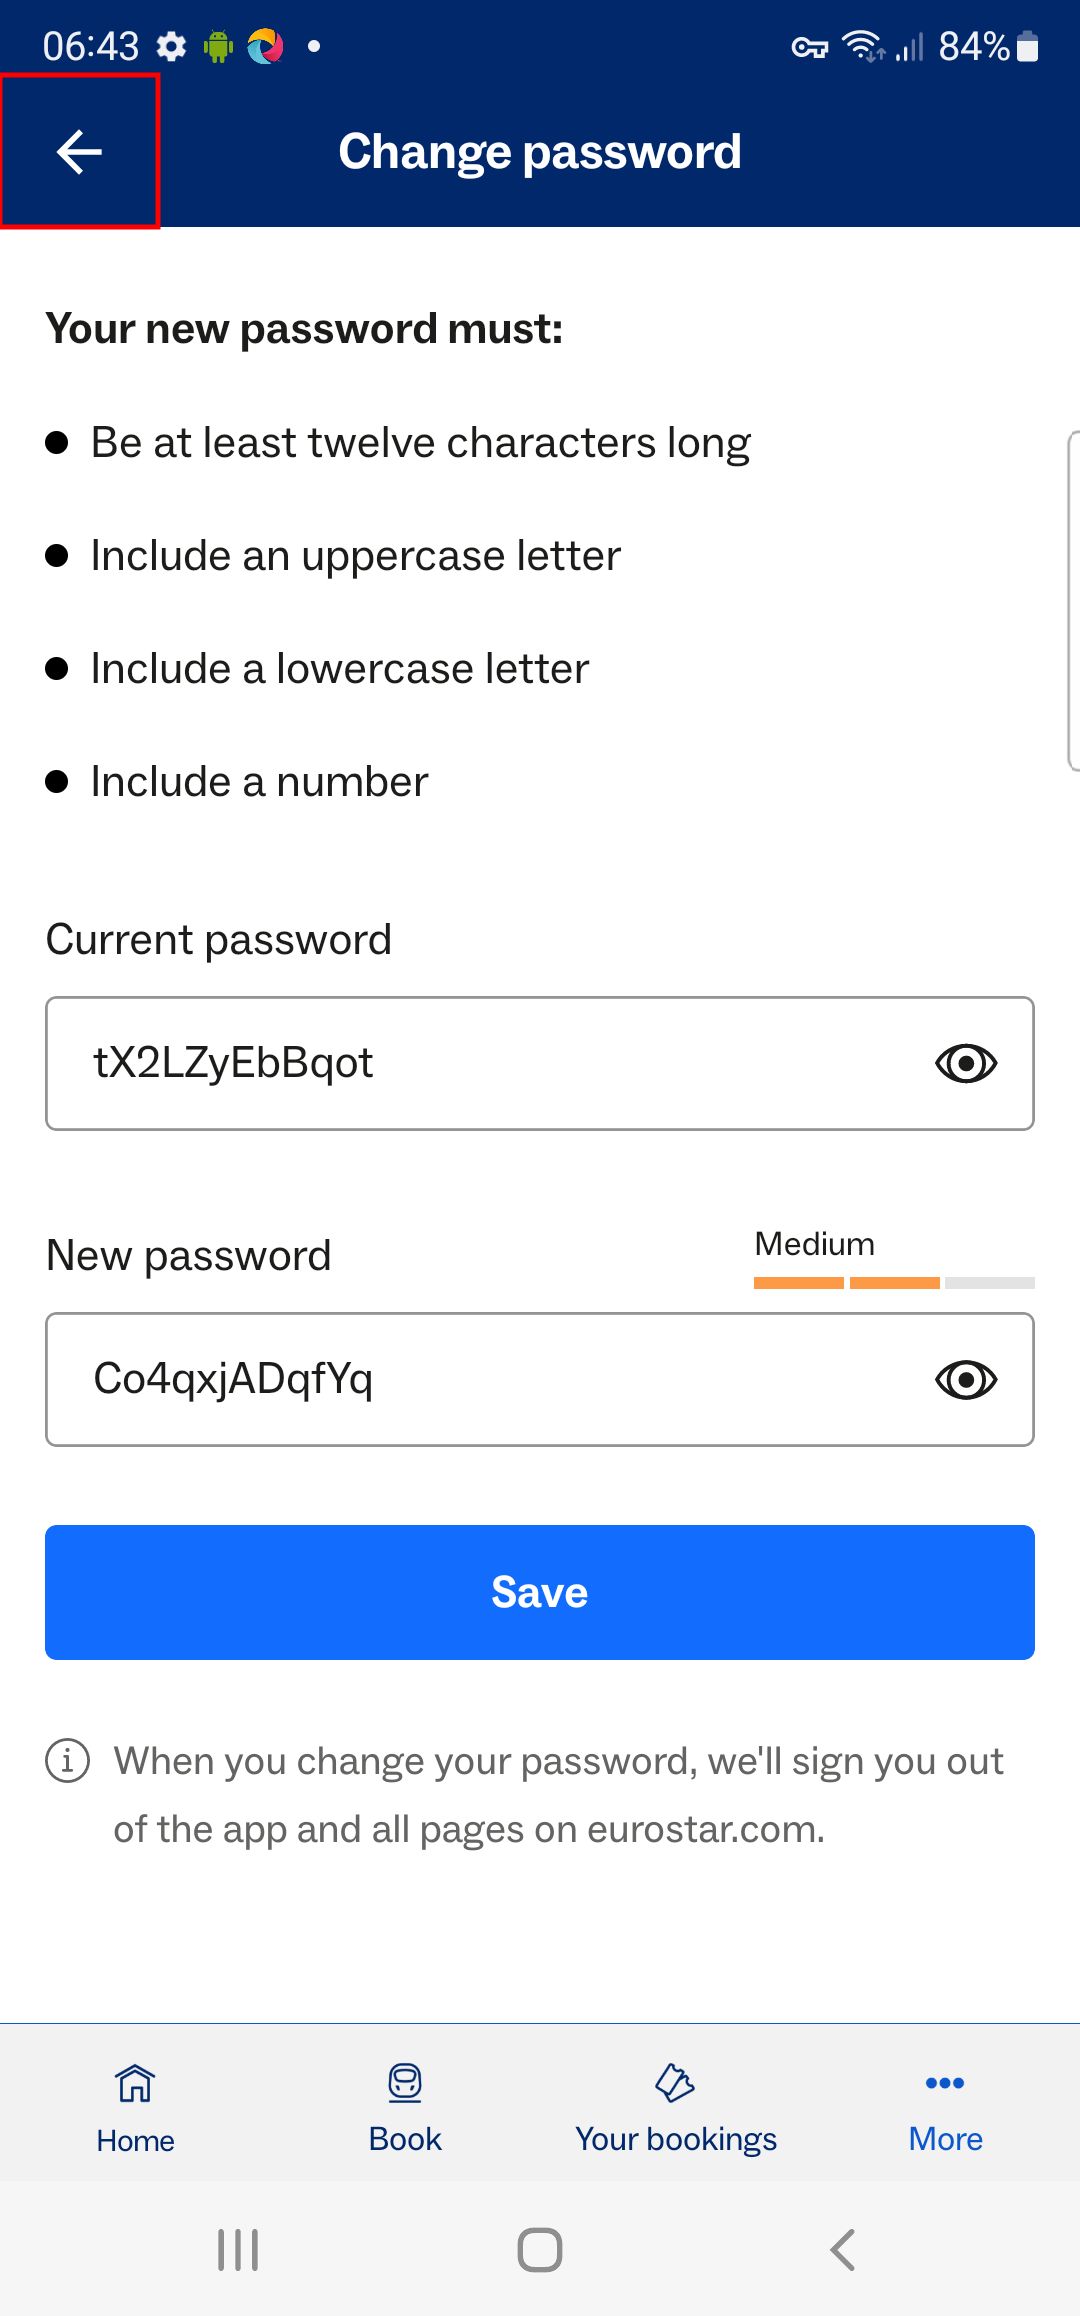 06:43
84%
Change password
Your new password must:
Be at least twelve characters long
Include an uppercase letter
Include a lowercase letter
Include a number
Current password
tX2LZyEbBqot
New password
Medium
Co4qxjADqfYq
Save
When you change your password, we'll sign you out
of the app and all pages on eurostar.com.
Home
Book
Your bookings
More